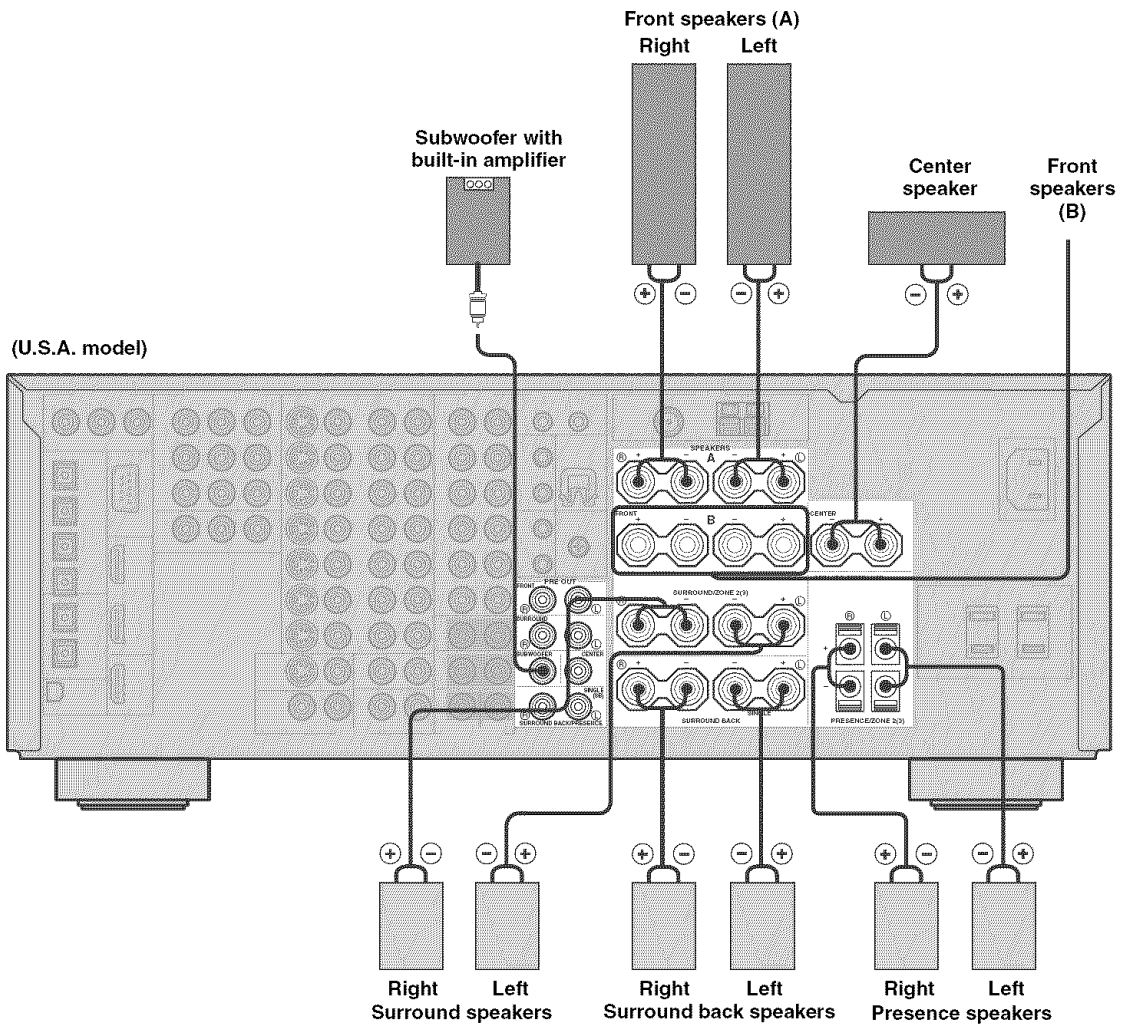 Front speakers (A)
Right Left
Subwoofer with
built-in amplifier
Center
speaker
Front
speakers
(B)
+ − − +
− +
(U.S.A. model)
SPEAKERS
R + − A − + L
FRONT
+ − B − +
CENTER
− +
PRE OUT
FRONT
R L
SURROUND
R L
SUBWOOFER CENTER
SINGLE
(SB)
R L
SURROUND BACK/PRESENCE
SURROUND/ZONE 2(3)
R + − − + L
R + − − + L
SURROUND BACK
SINGLE
R L
+
−
PRESENCE/ZONE 2(3)
+ − − + + − − + + − − +
Right Left Right Left Right Left
Surround speakers Surround back speakers Presence speakers